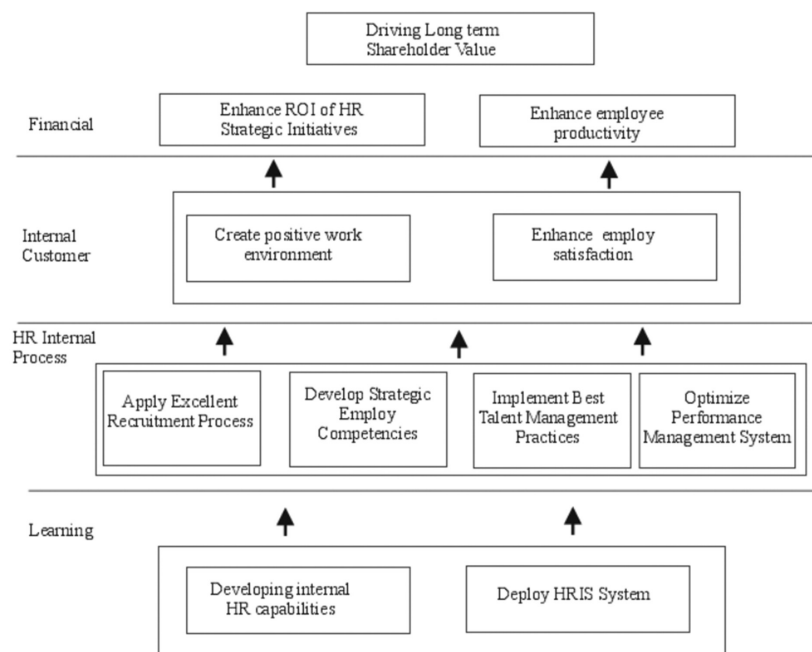 Driving Long term
Shareholder Value
Financial
Enhance ROI of HR
Strategic Initiatives
Enhance employee
productivity
Internal
Customer
Create positive work
environment
Enhance employ
satisfaction
HR Internal
Process
Apply Excellent
Recruitment Process
Develop Strategic
Employ
Competencies
Implement Best
Talent Management
Practices
Optimize
Performance
Management System
Learning
Developing internal
HR capabilities
Deploy HRIS System